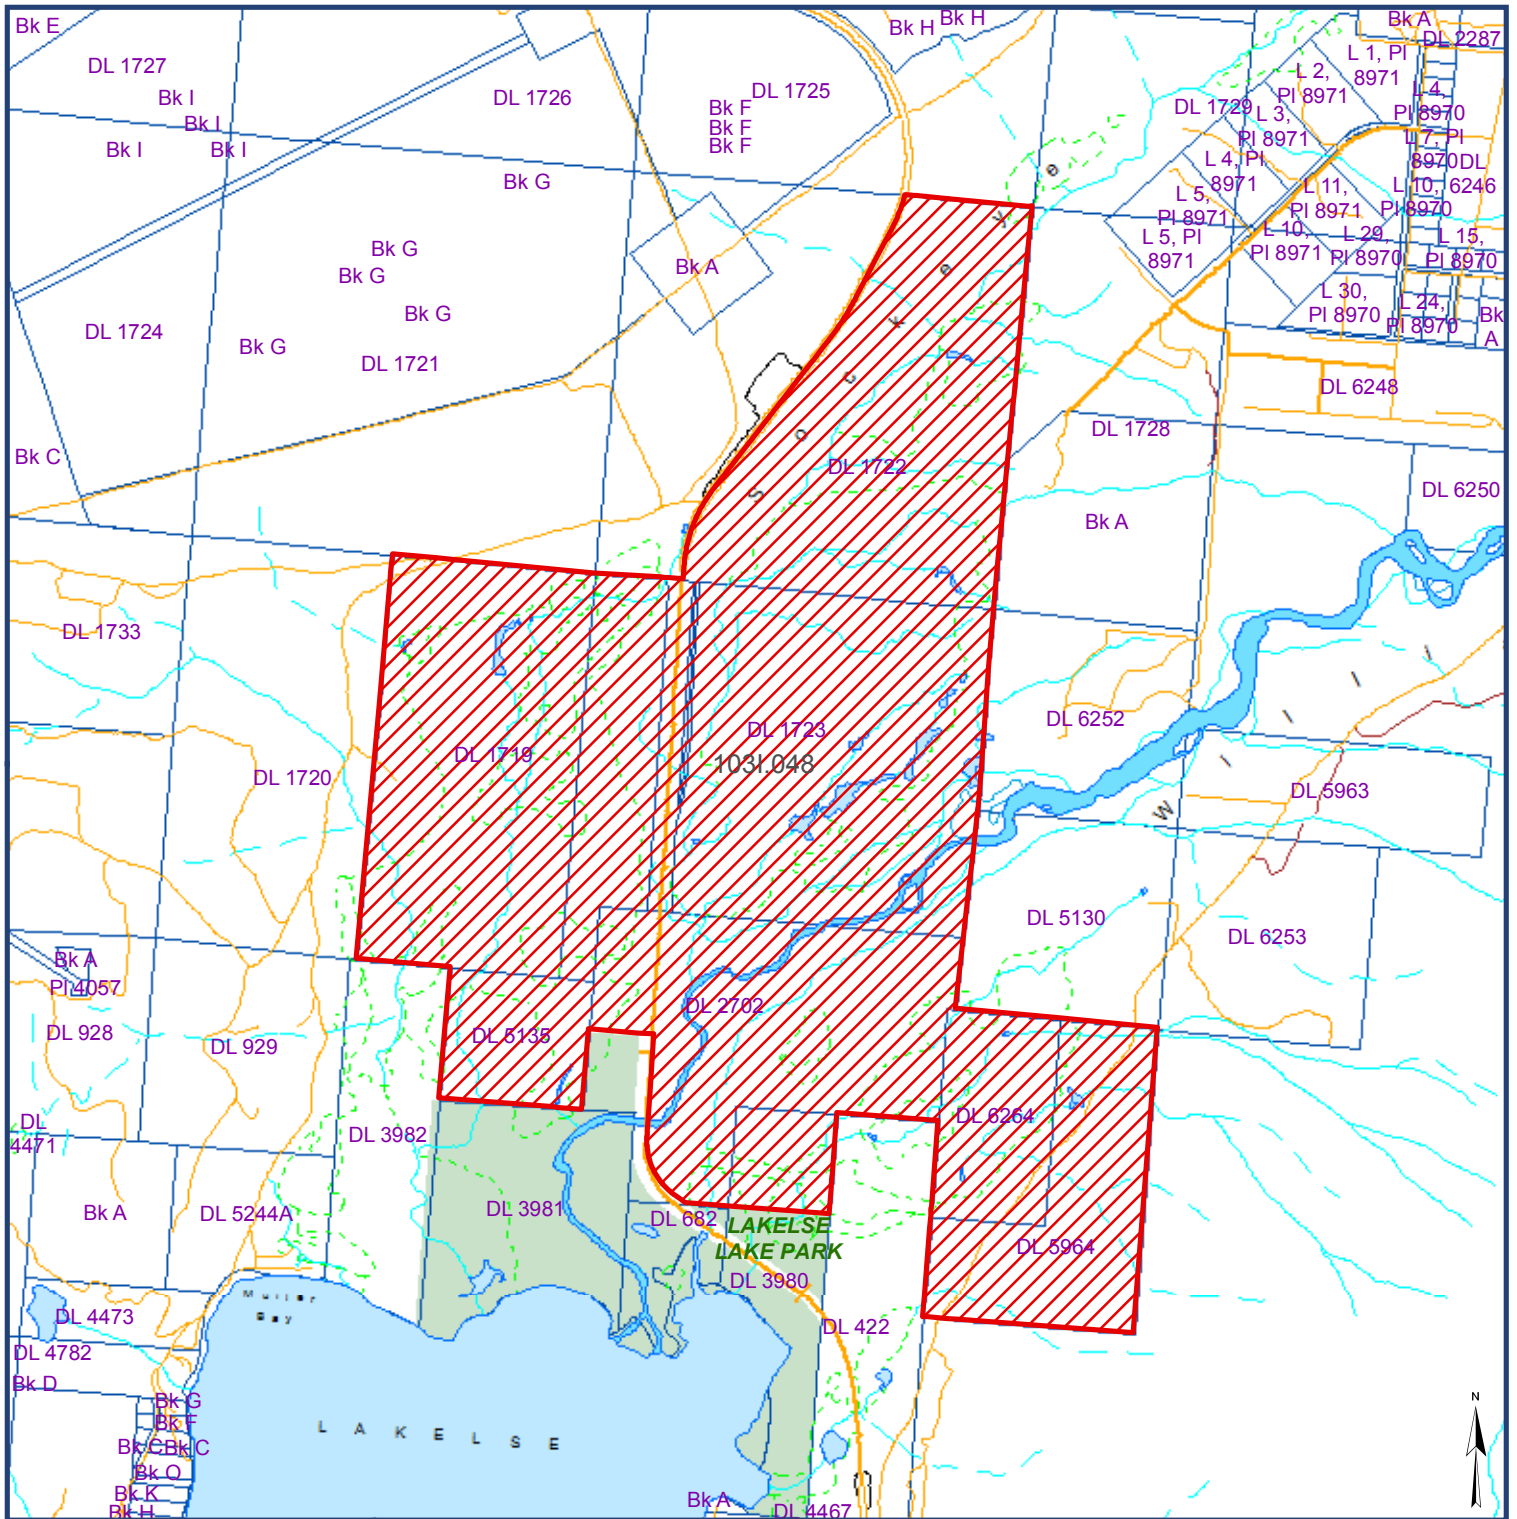 Bk E
Bk H
Bk H
Bk A
DL 2287
DL 1727
Bk I
Bk I
Bk I
Bk I
DL 1726
DL 1725
Bk F
Bk F
Bk F
L 1, Pl
8971
L 2,
Pl 8971
DL 1729
L 3,
Pl 8971
L 4,
Pl 8970
L 7, Pl
8970
DL
6246
L 4, Pl
8971
L 5,
Pl 8971
L 5, Pl
8971
L 11,
Pl 8971
L 10,
Pl 8970
L 10,
Pl 8971
L 29,
Pl 8970
L 15,
Pl 8970
L 30,
Pl 8970
L 24,
Pl 8970
Bk
A
Bk G
Bk G
Bk G
Bk G
Bk G
Bk A
DL 1724
DL 1721
Bk C
S o c k e y e
DL 6248
DL 1728
DL 1722
DL 6250
Bk A
DL 1733
DL 1720
DL 1719
DL 1723
103I.048
DL 6252
W I I I I
DL 5963
Bk A
Pl 4057
DL 928
DL 929
DL 5135
DL 2702
DL 5130
DL 6253
DL
4471
DL 3982
DL 6264
Bk A
DL 5244A
DL 3981
DL 682
LAKELSE
LAKE PARK
DL 5964
DL 3980
Muller
Bay
DL 4473
DL 422
DL 4782
Bk D
Bk G
Bk F
Bk C
Bk C
Bk O
Bk K
Bk H
LAKELSE
Bk A
DL 4467
N